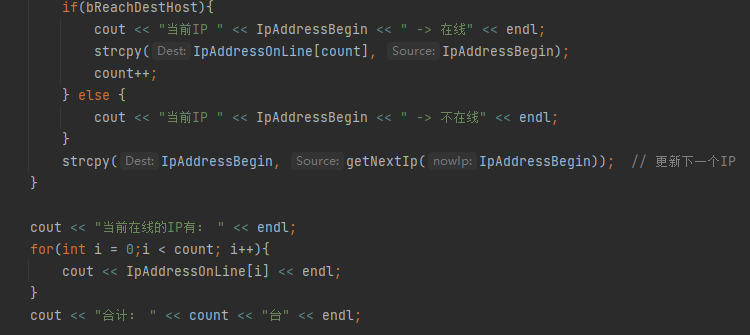 if(bReachDestHost){
cout << "当前IP " << IpAddressBegin << " -> 在线" << endl;
strcpy( Dest: IpAddressOnLine[count], Source: IpAddressBegin);
count++;
} else {
cout << "当前IP " << IpAddressBegin << " -> 不在线" << endl;
}
strcpy( Dest: IpAddressBegin, Source: getNextIp( nowIp: IpAddressBegin)); // 更新下一个IP
}
cout << "当前在线的IP有： " << endl;
for(int i = 0;i < count; i++){
cout << IpAddressOnLine[i] << endl;
}
cout << "合计： " << count << "台" << endl;